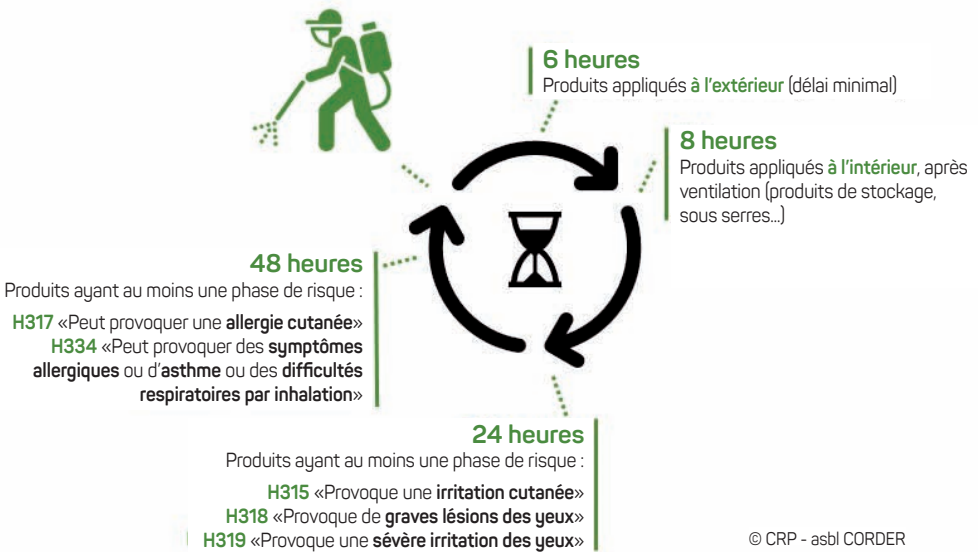 6 heures
Produits appliqués à l'extérieur (délai minimal)
8 heures
Produits appliqués à l'intérieur, après
ventilation (produits de stockage,
sous serres...)
48 heures
Produits ayant au moins une phase de risque :
H317 «Peut provoquer une allergie cutanée»
H334 «Peut provoquer des symptômes
allergiques ou d'asthme ou des difficultés
respiratoires par inhalation»
24 heures
Produits ayant au moins une phase de risque :
H315 «Provoque une irritation cutanée»
H318 «Provoque de graves lésions des yeux»
H319 «Provoque une sévère irritation des yeux»
© CRP - asbl CORDER